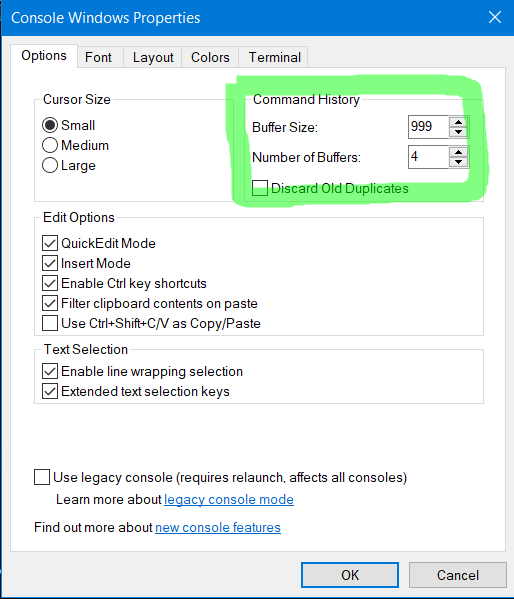 Console Windows Properties
Options Font Layout Colors Terminal
Cursor Size
Small
Medium
Large
Command History
Buffer Size: 999
Number of Buffers: 4
Discard Old Duplicates
Edit Options
QuickEdit Mode
Insert Mode
Enable Ctrl key shortcuts
Filter clipboard contents on paste
Use Ctrl+Shift+C/V as Copy/Paste
Text Selection
Enable line wrapping selection
Extended text selection keys
Use legacy console (requires relaunch, affects all consoles)
Learn more about legacy console mode
Find out more about new console features
OK Cancel